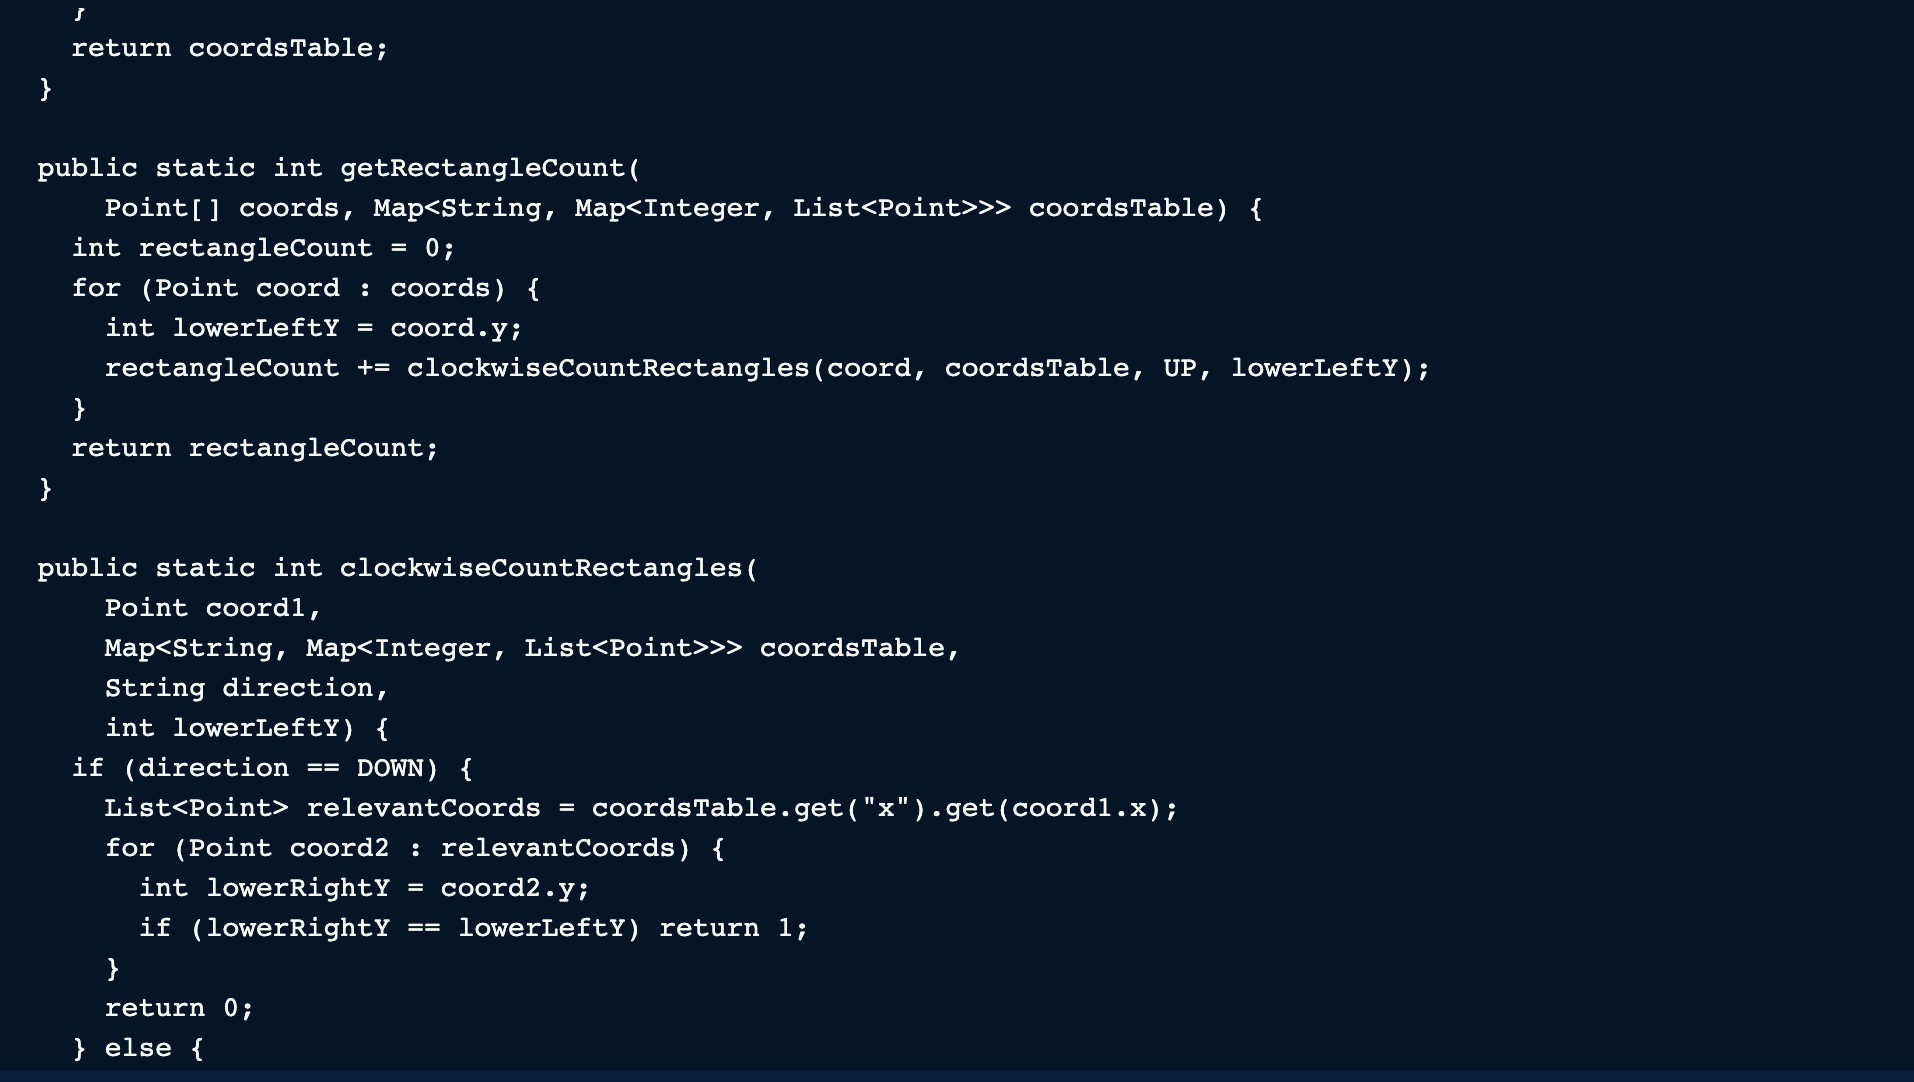 }
return coordsTable;
}
public static int getRectangleCount(
Point[] coords, Map<String, Map<Integer, List<Point>>> coordsTable) {
int rectangleCount = 0;
for (Point coord : coords) {
int lowerLeftY = coord.y;
rectangleCount += clockwiseCountRectangles(coord, coordsTable, UP, lowerLeftY);
}
return rectangleCount;
}
public static int clockwiseCountRectangles(
Point coord1,
Map<String, Map<Integer, List<Point>>> coordsTable,
String direction,
int lowerLeftY) {
if (direction == DOWN) {
List<Point> relevantCoords = coordsTable.get("x").get(coord1.x);
for (Point coord2 : relevantCoords) {
int lowerRightY = coord2.y;
if (lowerRightY == lowerLeftY) return 1;
}
return 0;
} else {